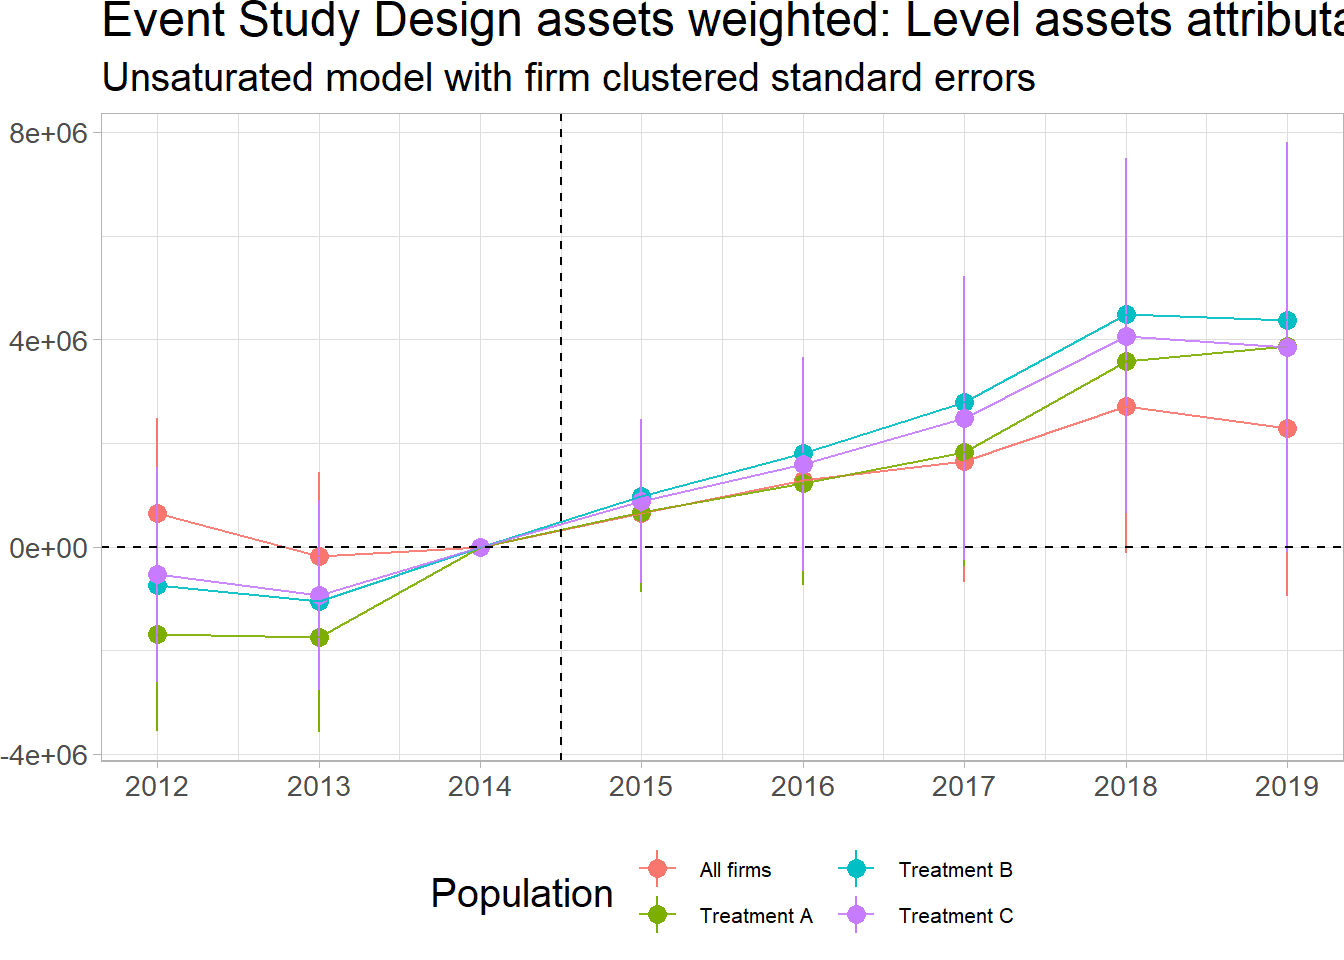 Event Study Design assets weighted: Level assets
Unsaturated model with firm clustered standard errors
8e+06
4e+06
0e+00
-4e+06
2012 2013 2014 2015 2016 2017 2018 2019
Population
All firms
Treatment A
Treatment B
Treatment C